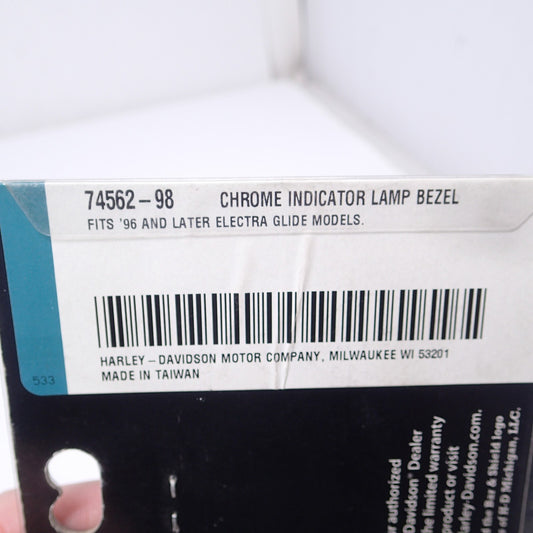 74562-98 CHROME INDICATOR LAMP BEZEL
FITS '96 AND LATER ELECTRA GLIDE MODELS.
HARLEY-DAVIDSON MOTOR COMPANY, MILWAUKEE WI 53201
MADE IN TAIWAN
533
authorized
Davidson® Dealer
the limited warranty
product or visit
arley-Davidson.com.
d the Bar & Shield logo
s of H-D Michigan, LLC.